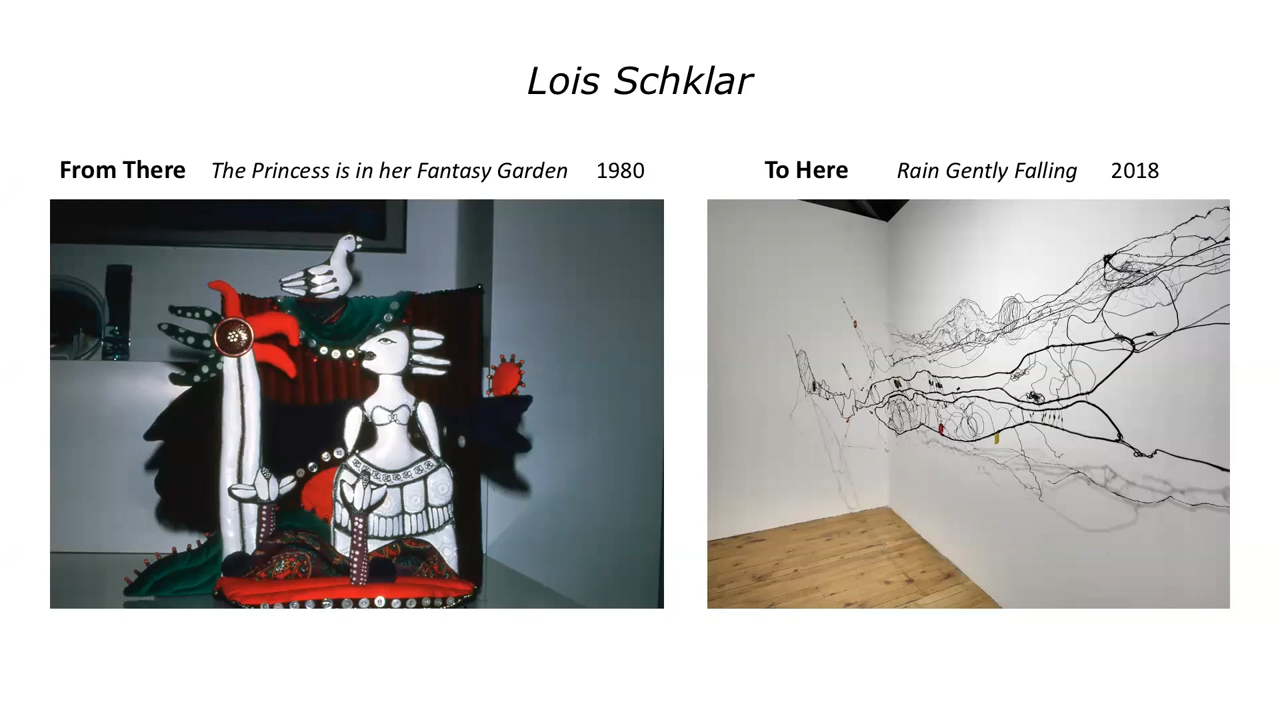 Lois Schklar
From There The Princess is in her Fantasy Garden 1980
To Here Rain Gently Falling 2018